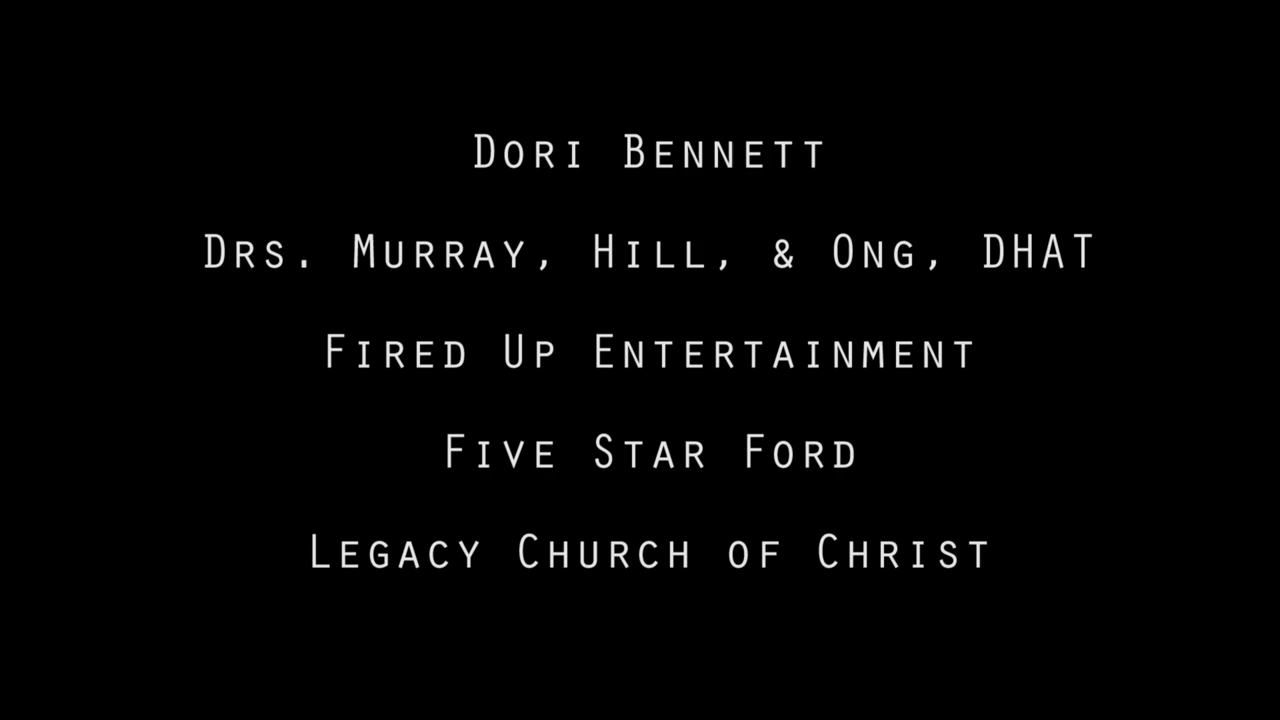 Dori Bennett
Drs. Murray, Hill, & Ong, DHAT
Fired Up Entertainment
Five Star Ford
Legacy Church of Christ